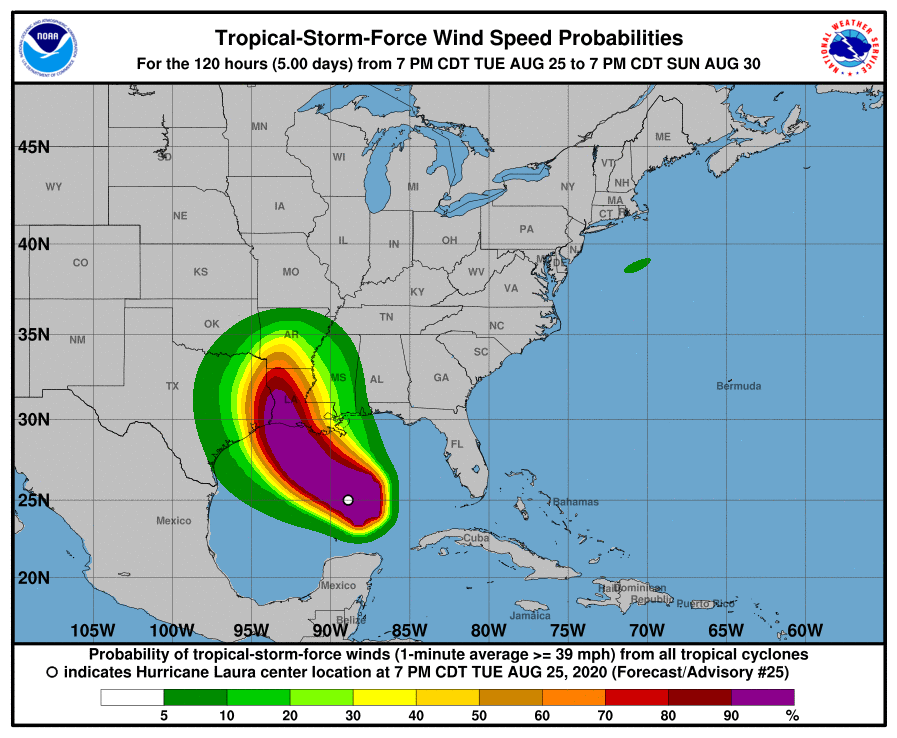 Tropical-Storm-Force Wind Speed Probabilities
For the 120 hours (5.00 days) from 7 PM CDT TUE AUG 25 to 7 PM CDT SUN AUG 30
NOAA
NATIONAL WEATHER SERVICE
45N
40N
35N
30N
25N
20N
MN
ME
SD
WI
VT
WY
MI
NY
NH
MA
CT
NE
IA
PA
IL
IN
OH
CO
KS
MO
WV
DE
VA
KY
OK
TN
NC
NM
AR
SC
TX
MS
AL
GA
Bermuda
LA
FL
Bahamas
Mexico
Cuba
Mexico
Haiti
Dominican
Republic
Puerto Rico
Jamaica
Belize
105W 100W 95W 90W 85W 80W 75W 70W 65W 60W
Probability of tropical-storm-force winds (1-minute average >= 39 mph) from all tropical cyclones
indicates Hurricane Laura center location at 7 PM CDT TUE AUG 25, 2020 (Forecast/Advisory #25)
5 10 20 30 40 50 60 70 80 90 %